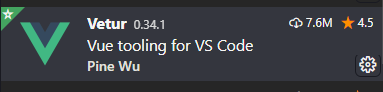 Vetur 0.34.1 7.6M 4.5
Vue tooling for VS Code
Pine Wu